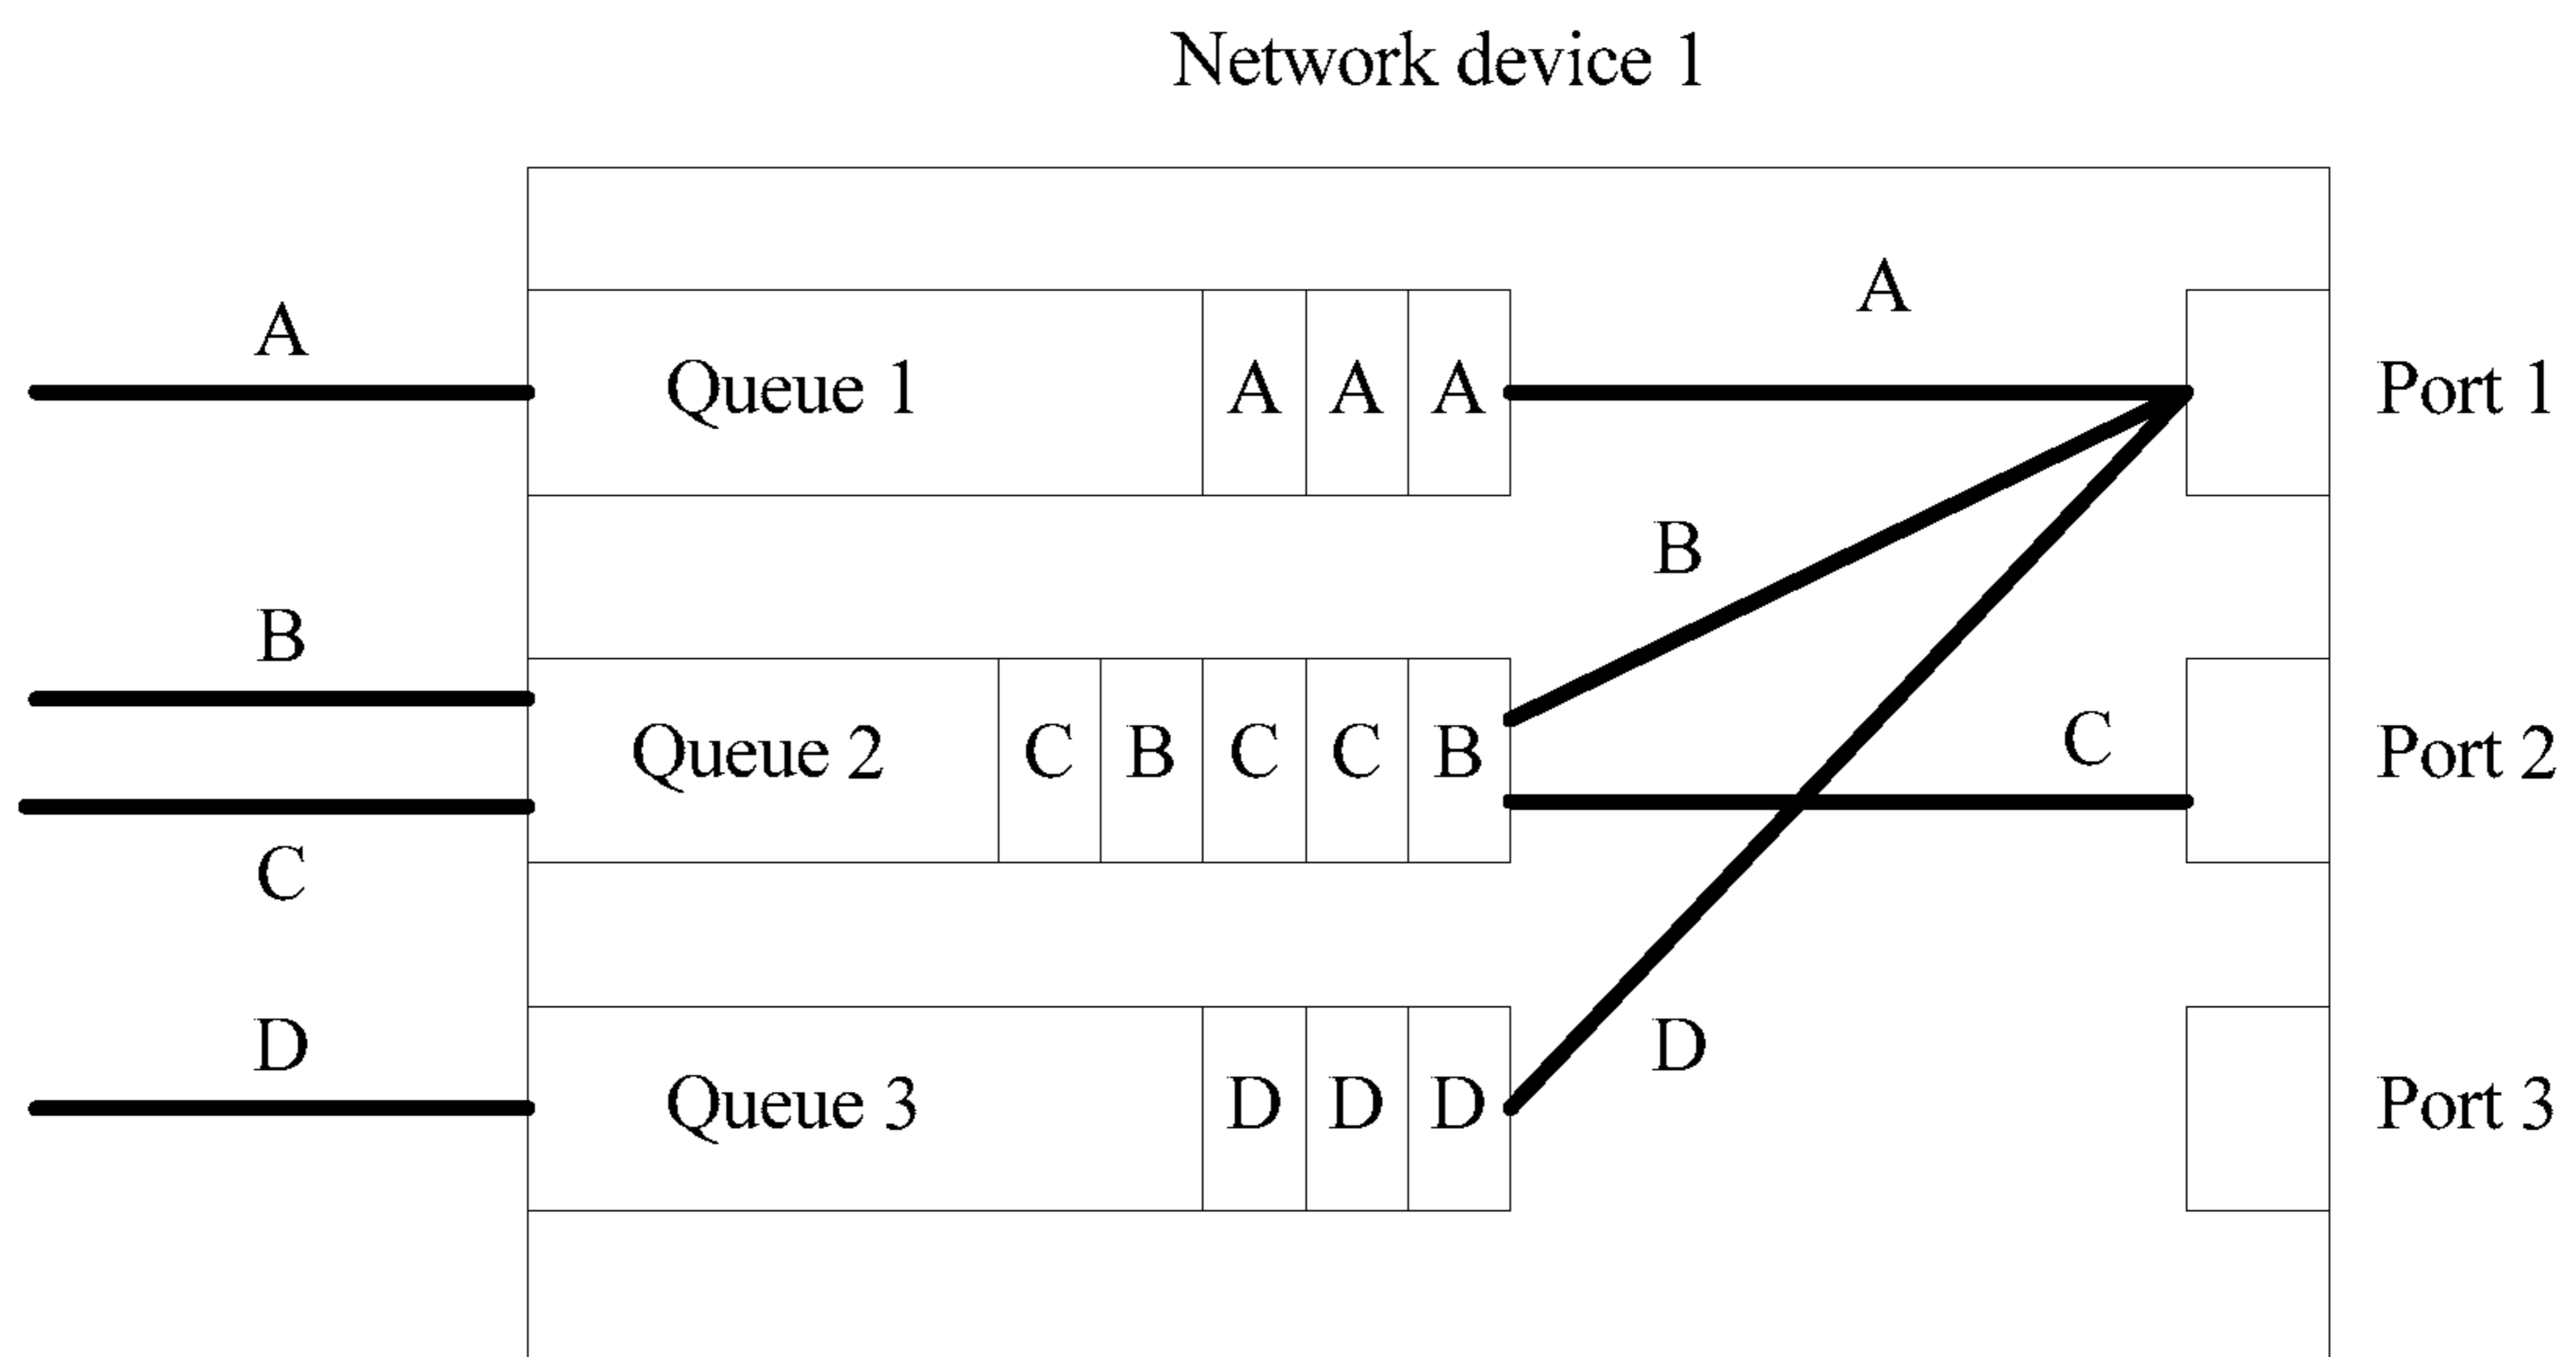 Network device 1
A
A
Queue 1 A A A
Port 1
B
B
Queue 2 C B C C B
C
Port 2
C
D
D
Queue 3 D D D
Port 3